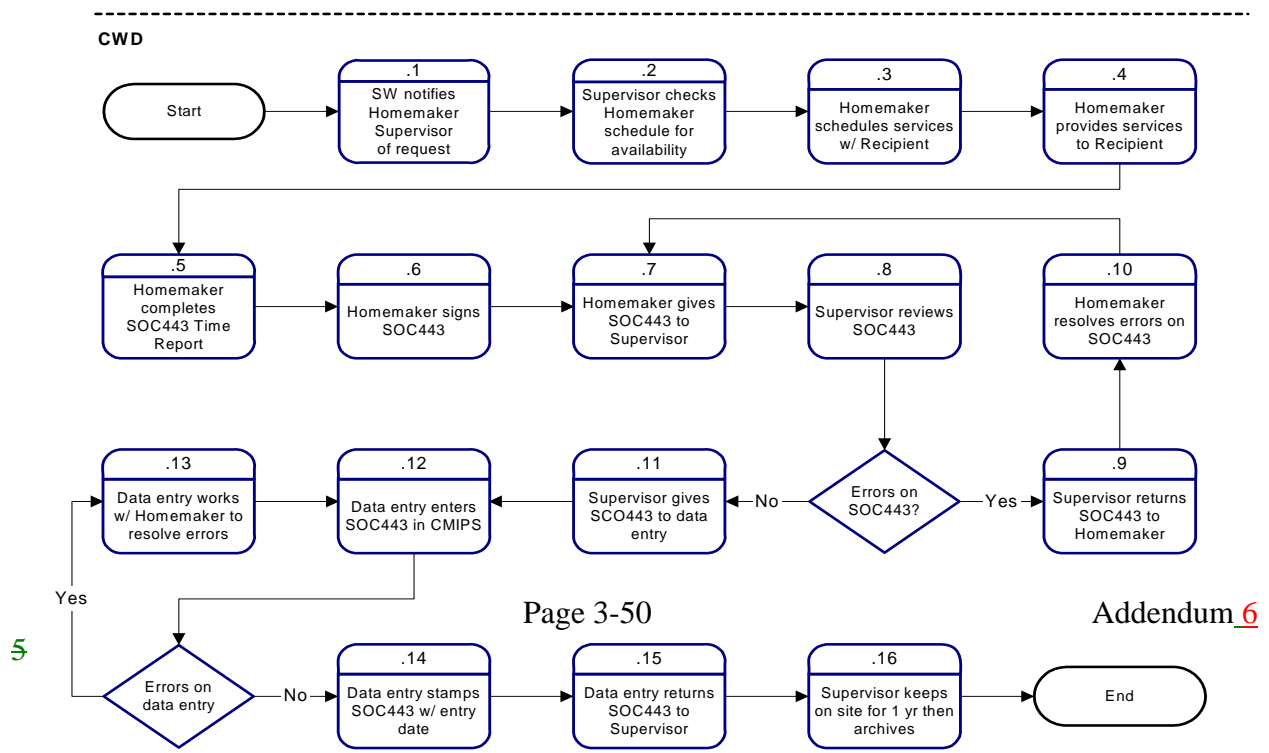 CWD
Start
.1
SW notifies
Homemaker
Supervisor
of request
.2
Supervisor checks
Homemaker
schedule for
availability
.3
Homemaker
schedules services
w/ Recipient
.4
Homemaker
provides services
to Recipient
.5
Homemaker
completes
SOC443 Time
Report
.6
Homemaker signs
SOC443
.7
Homemaker gives
SOC443 to
Supervisor
.8
Supervisor reviews
SOC443
.10
Homemaker
resolves errors on
SOC443
.13
Data entry works
w/ Homemaker to
resolve errors
.12
Data entry enters
SOC443 in CMIPS
.11
Supervisor gives
SCO443 to data
entry
No
Errors on
SOC443?
Yes
.9
Supervisor returns
SOC443 to
Homemaker
Yes
Page 3-50
Addendum 6
5
Errors on
data entry
No
.14
Data entry stamps
SOC443 w/ entry
date
.15
Data entry returns
SOC443 to
Supervisor
.16
Supervisor keeps
on site for 1 yr then
archives
End